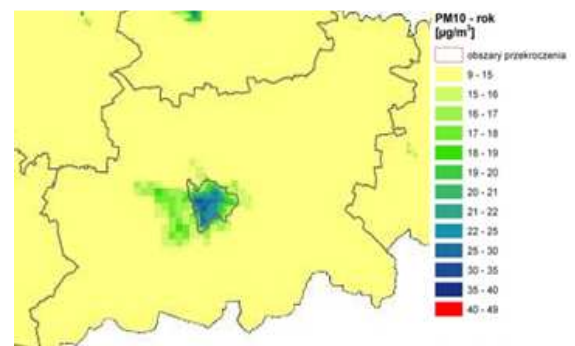 PM10 - rok
[µg/m³]
obszary przekroczenia
9 - 15
15 - 16
16 - 17
17 - 18
18 - 19
19 - 20
20 - 21
21 - 22
22 - 25
25 - 30
30 - 35
35 - 40
40 - 49